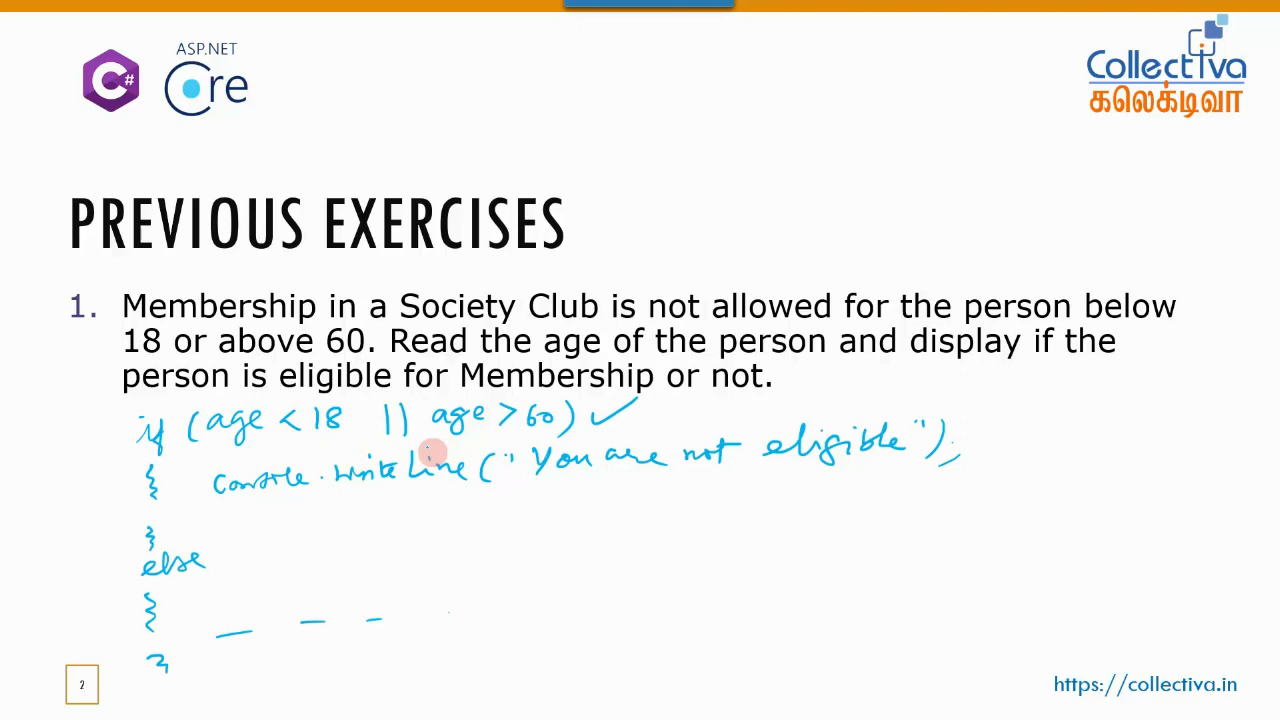 C#
ASP.NET
Core
Collectiva
கலெக்டிவா
PREVIOUS EXERCISES
1. Membership in a Society Club is not allowed for the person below
18 or above 60. Read the age of the person and display if the
person is eligible for Membership or not.
if (age < 18 || age > 60) ✓
{ Console.WriteLine("You are not eligible");
}
else
{
— — –
}
2
https://collectiva.in